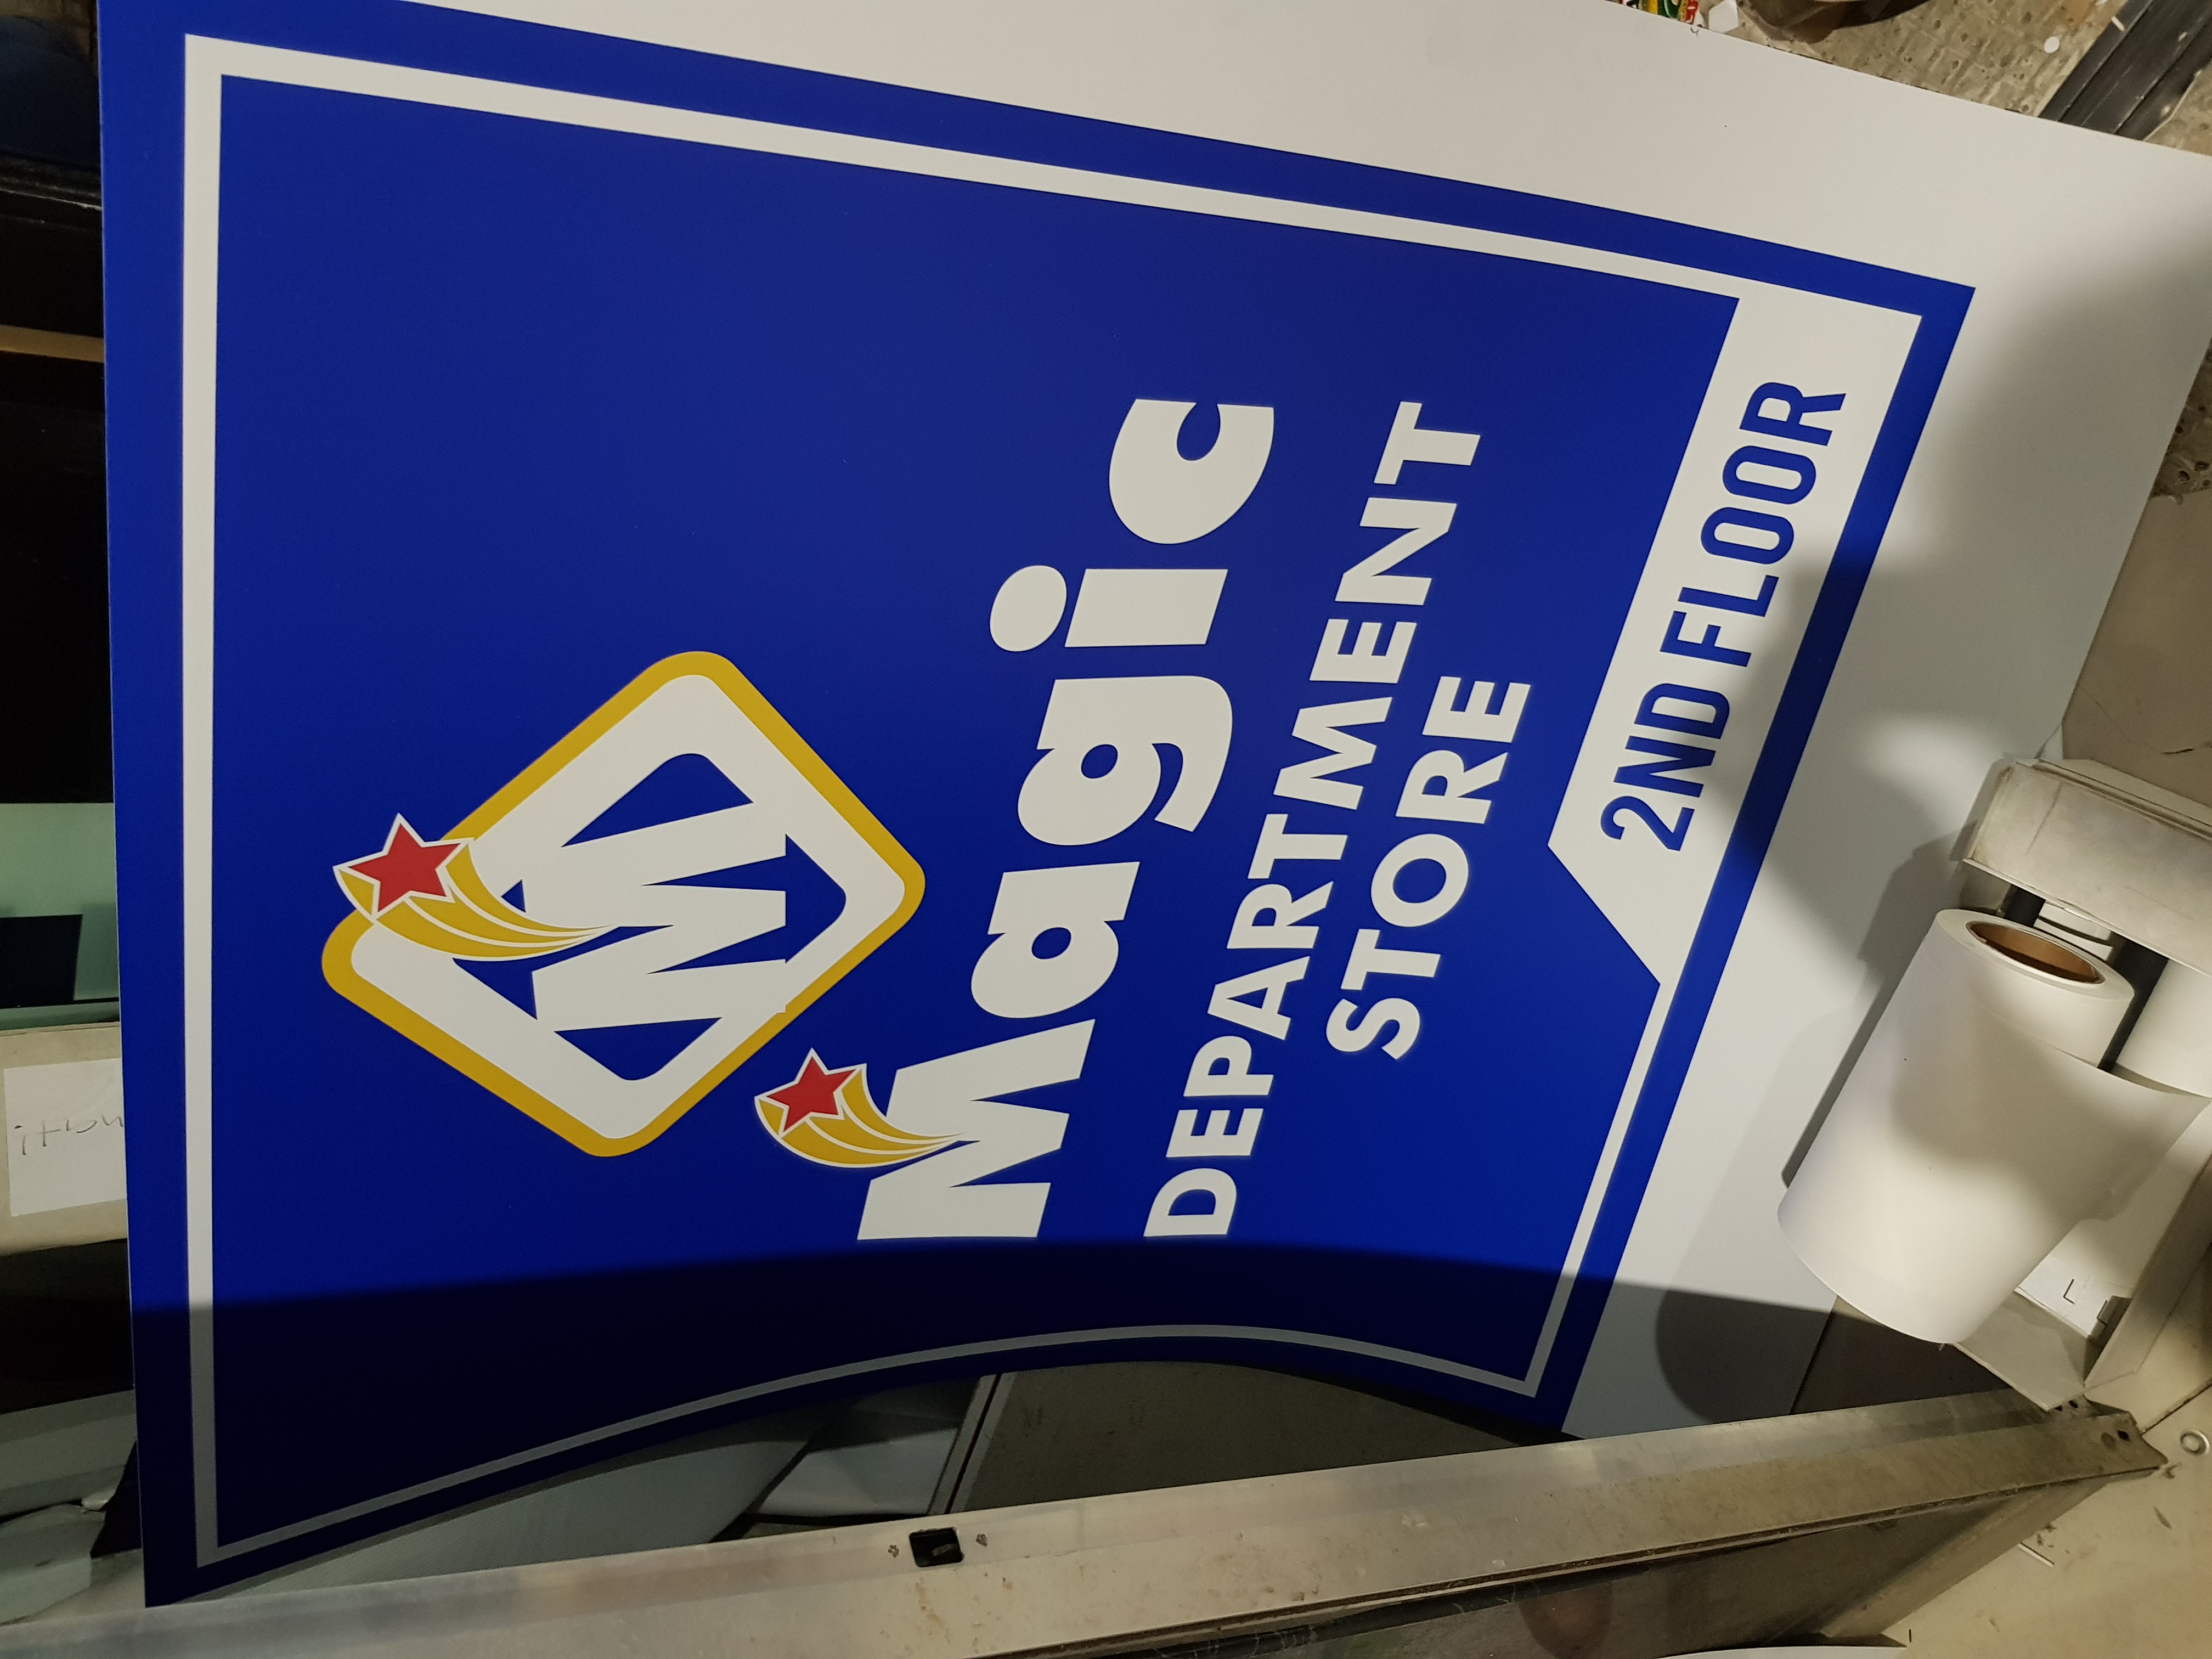 M
Magic
DEPARTMENT
STORE
2ND FLOOR